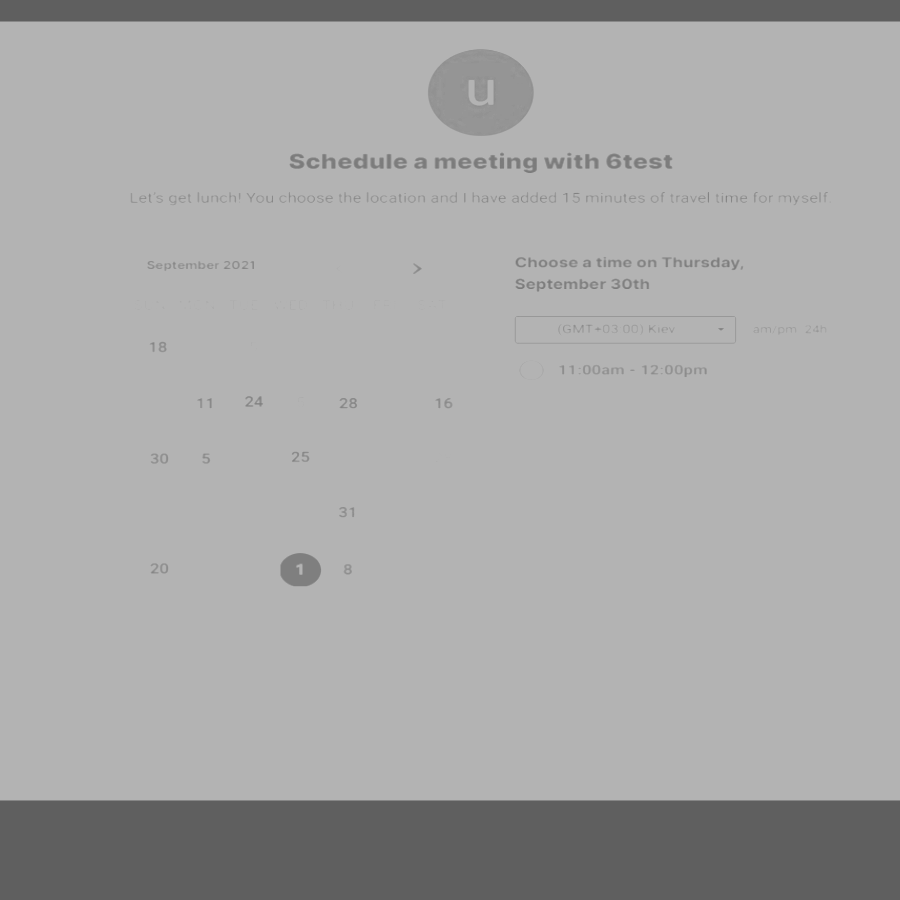 u
Schedule a meeting with 6test
Let's get lunch! You choose the location and I have added 15 minutes of travel time for myself.
September 2021 >
Choose a time on Thursday,
September 30th
(GMT+03:00) Kiev
am/pm 24h
11:00am - 12:00pm
18
11 24 28 16
30 5 25
31
20 1 8